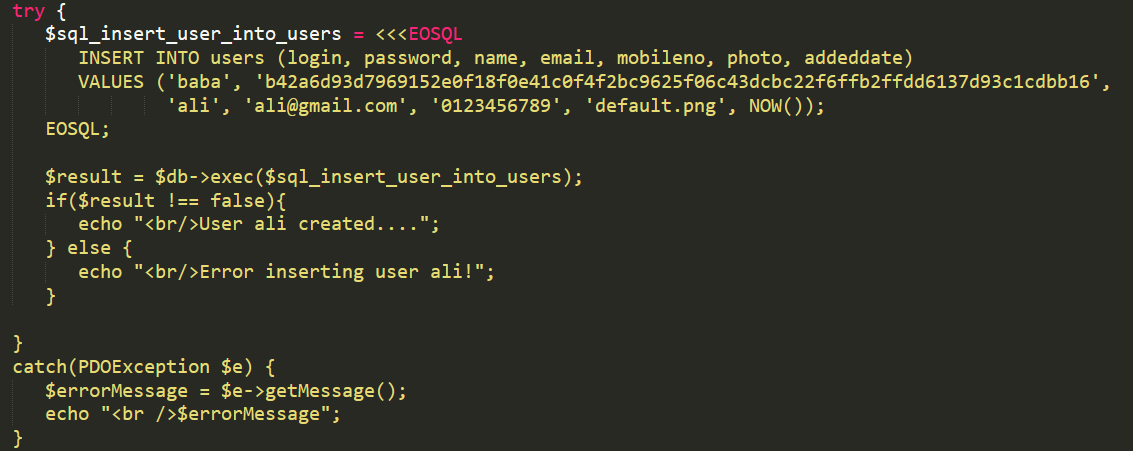 try {
$sql_insert_user_into_users = <<<EOSQL
INSERT INTO users (login, password, name, email, mobileno, photo, addeddate)
VALUES ('baba', 'b42a6d93d7969152e0f18f0e41c0f4f2bc9625f06c43dcbc22f6ffb2ffdd6137d93c1cdbb16',
'ali', 'ali@gmail.com', '0123456789', 'default.png', NOW());
EOSQL;
$result = $db->exec($sql_insert_user_into_users);
if($result !== false){
echo "<br/>User ali created....";
} else {
echo "<br/>Error inserting user ali!";
}
}
catch(PDOException $e) {
$errorMessage = $e->getMessage();
echo "<br />$errorMessage";
}